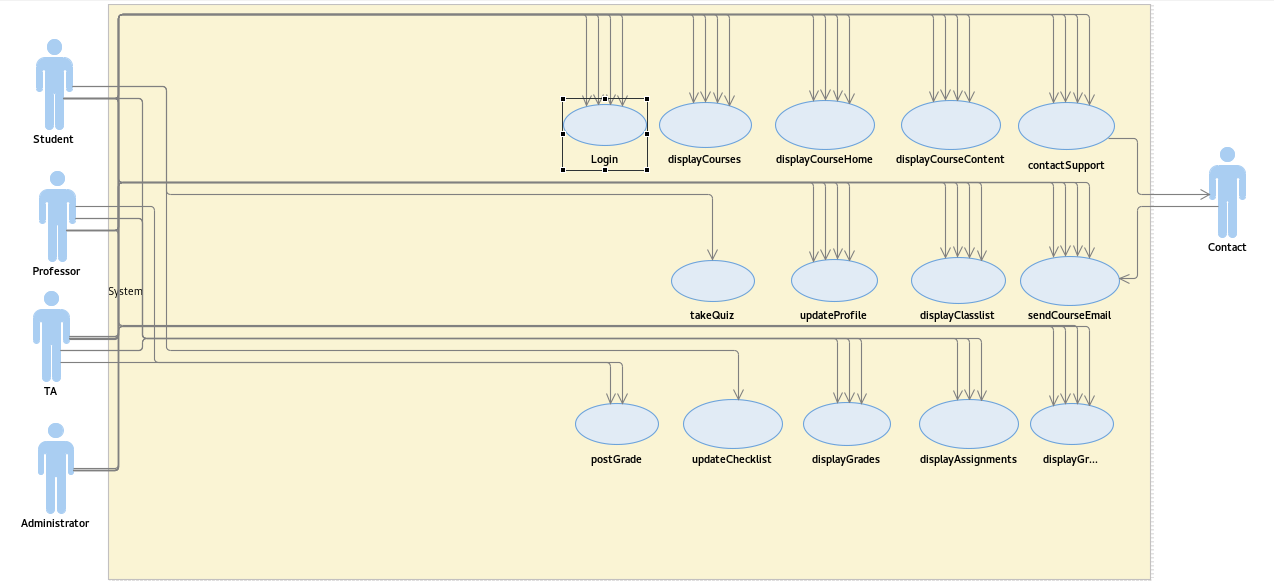 Student
Login
displayCourses
displayCourseHome
displayCourseContent
contactSupport
Contact
Professor
System
takeQuiz
updateProfile
displayClasslist
sendCourseEmail
TA
postGrade
updateChecklist
displayGrades
displayAssignments
displayGr...
Administrator